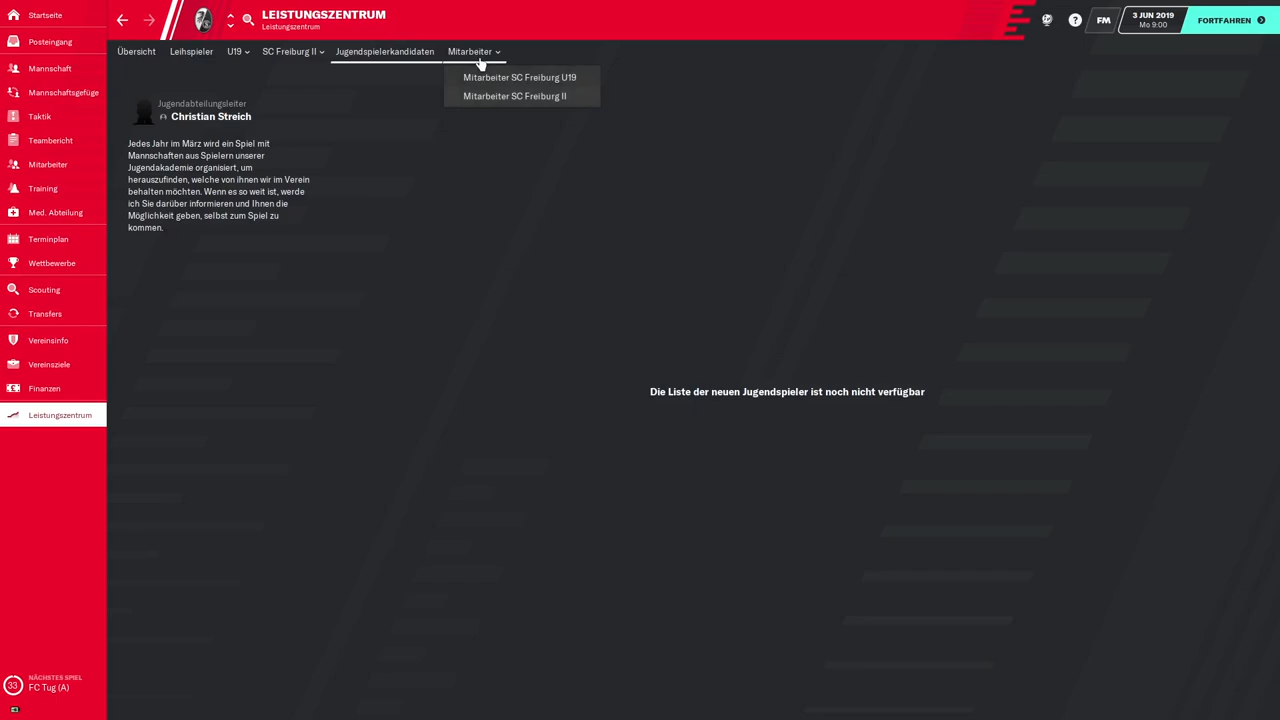 Startseite
Posteingang
Mannschaft
Mannschaftsgefüge
Taktik
Teambericht
Mitarbeiter
Training
Med. Abteilung
Terminplan
Wettbewerbe
Scouting
Transfers
Vereinsinfo
Vereinsziele
Finanzen
Leistungszentrum
33
NÄCHSTES SPIEL
FC Tug (A)
LEISTUNGSZENTRUM
Leistungszentrum
?
FM
3 JUN 2019
Mo 9:00
FORTFAHREN
Übersicht
Leihspieler
U19
SC Freiburg II
Jugendspielerkandidaten
Mitarbeiter
Mitarbeiter SC Freiburg U19
Mitarbeiter SC Freiburg II
Jugendabteilungsleiter
Christian Streich
Jedes Jahr im März wird ein Spiel mit
Mannschaften aus Spielern unserer
Jugendakademie organisiert, um
herauszufinden, welche von ihnen wir im Verein
behalten möchten. Wenn es so weit ist, werde
ich Sie darüber informieren und Ihnen die
Möglichkeit geben, selbst zum Spiel zu
kommen.
Die Liste der neuen Jugendspieler ist noch nicht verfügbar